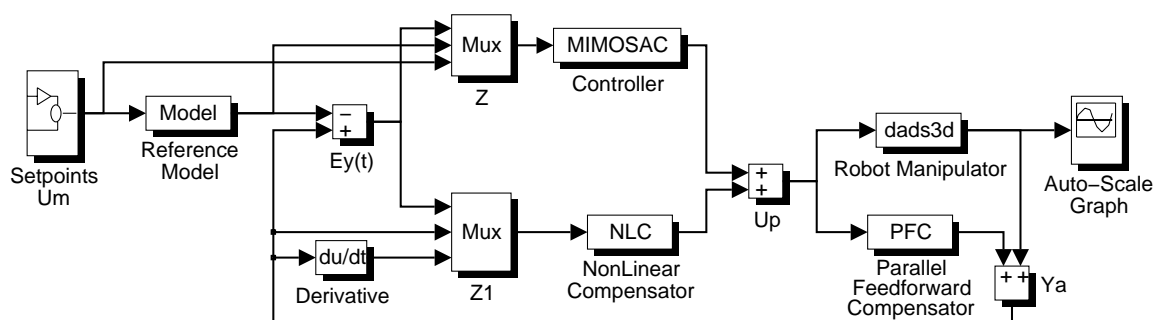 Mux
Z
MIMOSAC
Controller
Setpoints
Um
Model
Reference
Model
−
+
Ey(t)
dads3d
Robot Manipulator
Auto−Scale
Graph
+
+
Up
Mux
Z1
NLC
NonLinear
Compensator
du/dt
Derivative
PFC
Parallel
Feedforward
Compensator
+ +
Ya